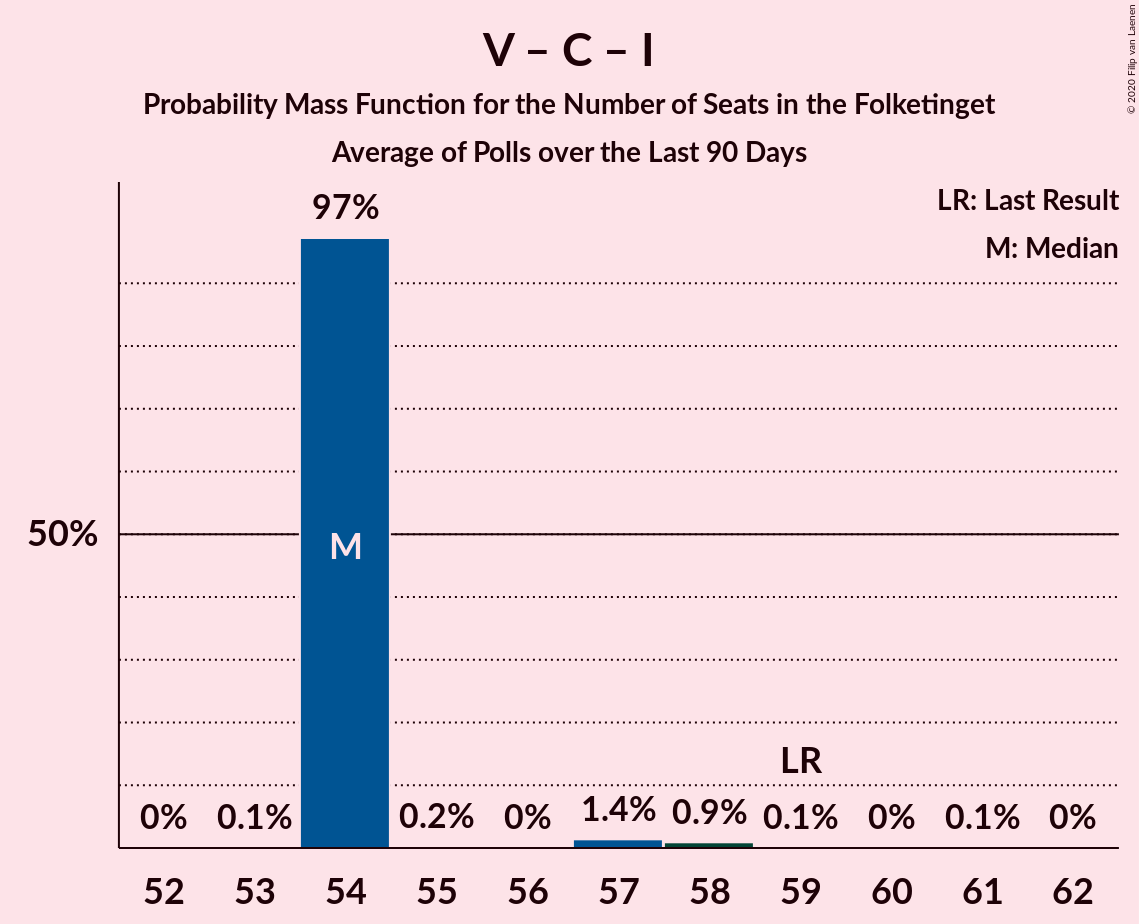 V – C – I
Probability Mass Function for the Number of Seats in the Folketinget
Average of Polls over the Last 90 Days
© 2020 Filip van Laenen
LR: Last Result
M: Median
97%
50%
M
LR
0% 0.1% 0.2% 0% 1.4% 0.9% 0.1% 0% 0.1% 0%
52 53 54 55 56 57 58 59 60 61 62